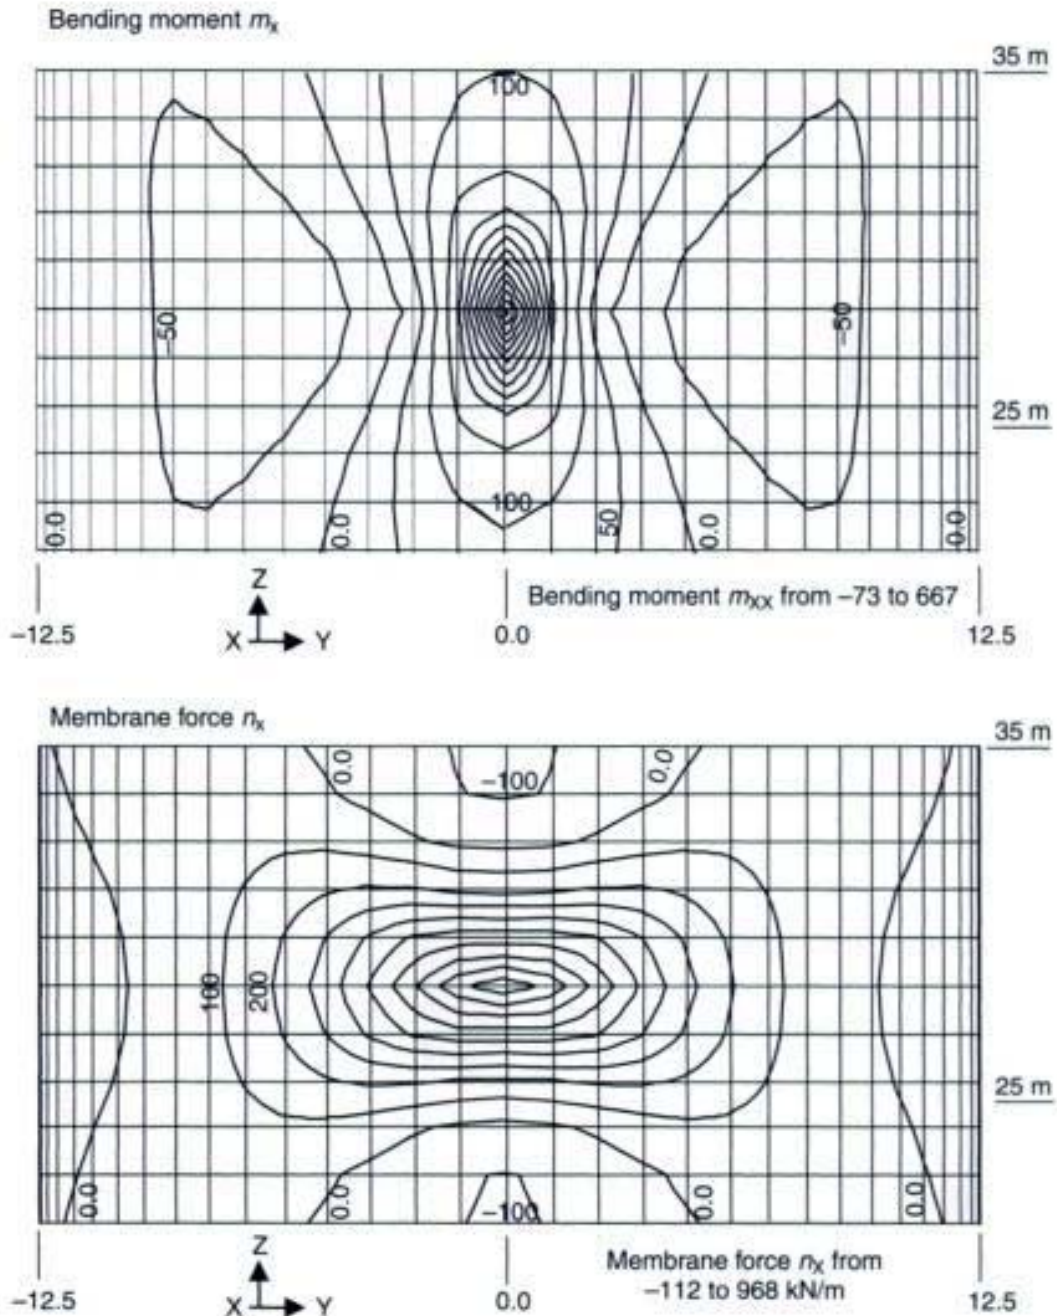 Bending moment mx
35 m
100
-50
-50
25 m
100
0.0
0.0
50
0.0
0.0
Z
Bending moment mXX from –73 to 667
–12.5
X
Y
0.0
12.5
Membrane force nx
35 m
0.0
–100
0.0
100
200
25 m
0.0
0.0
–100
0.0
0.0
Z
Membrane force nX from
–112 to 968 kN/m
–12.5
X
Y
0.0
12.5